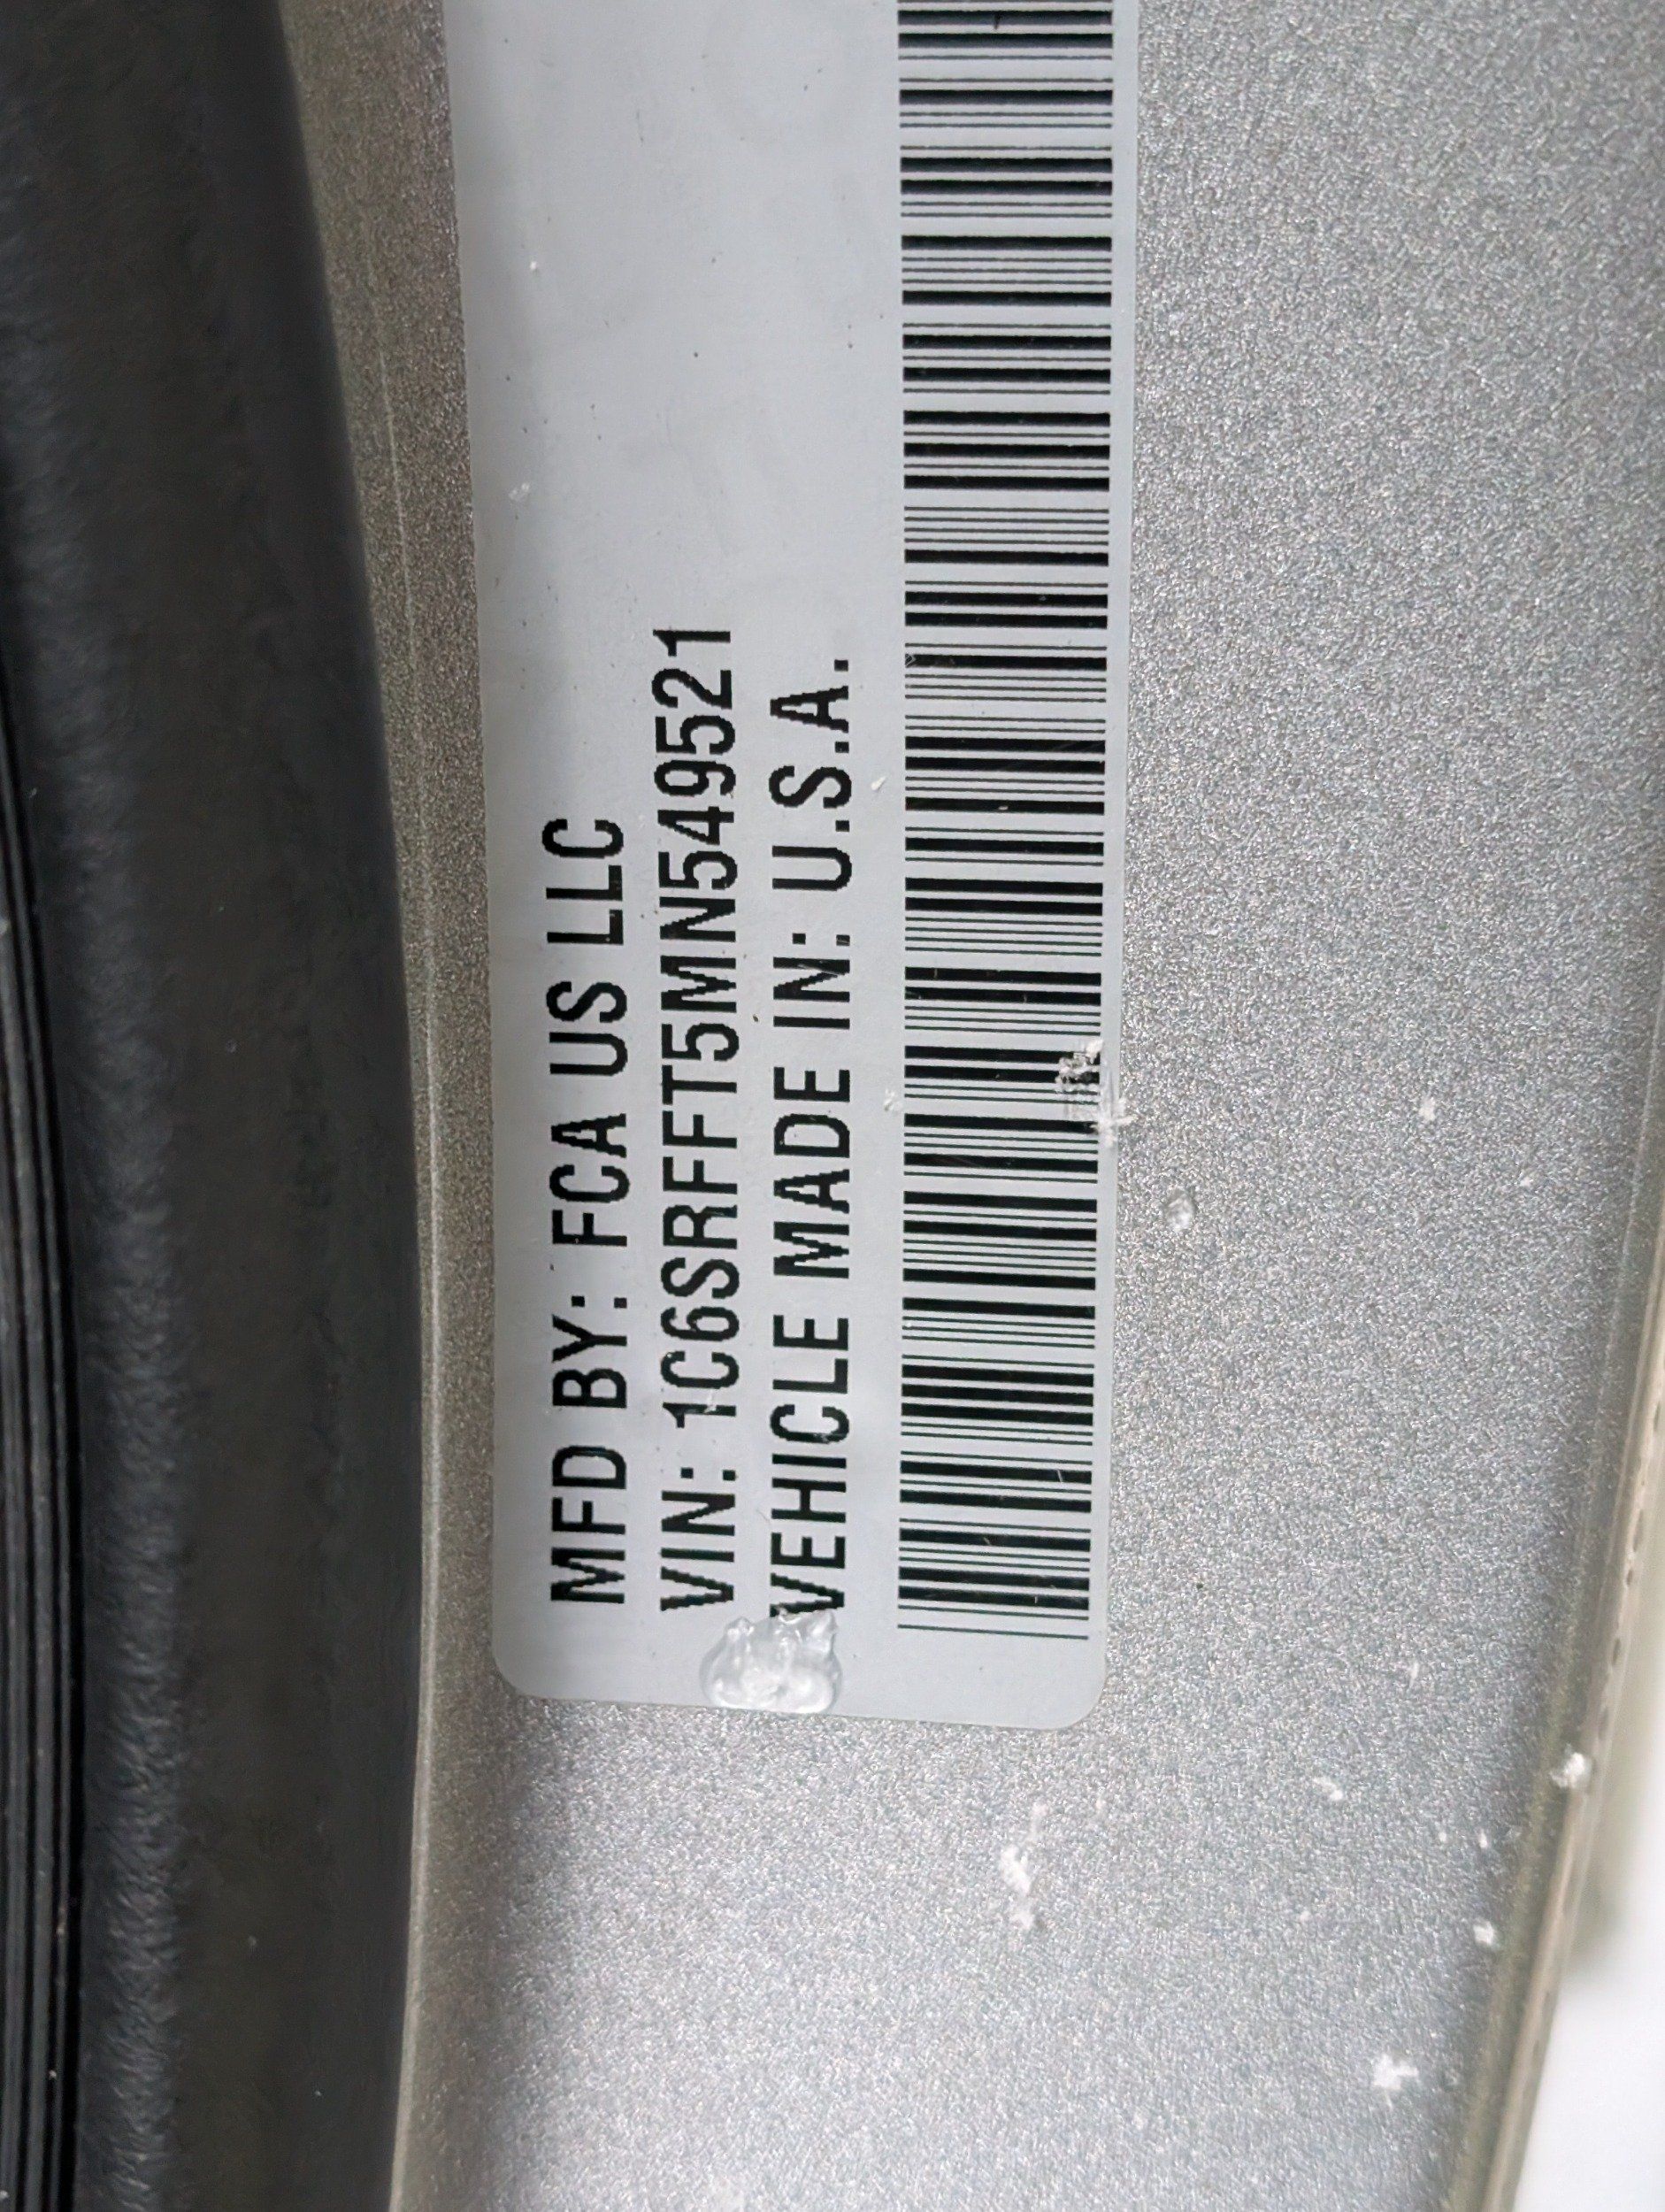 MFD BY: FCA US LLC
VIN: 1C6SRFFT5MN549521
VEHICLE MADE IN: U.S.A.